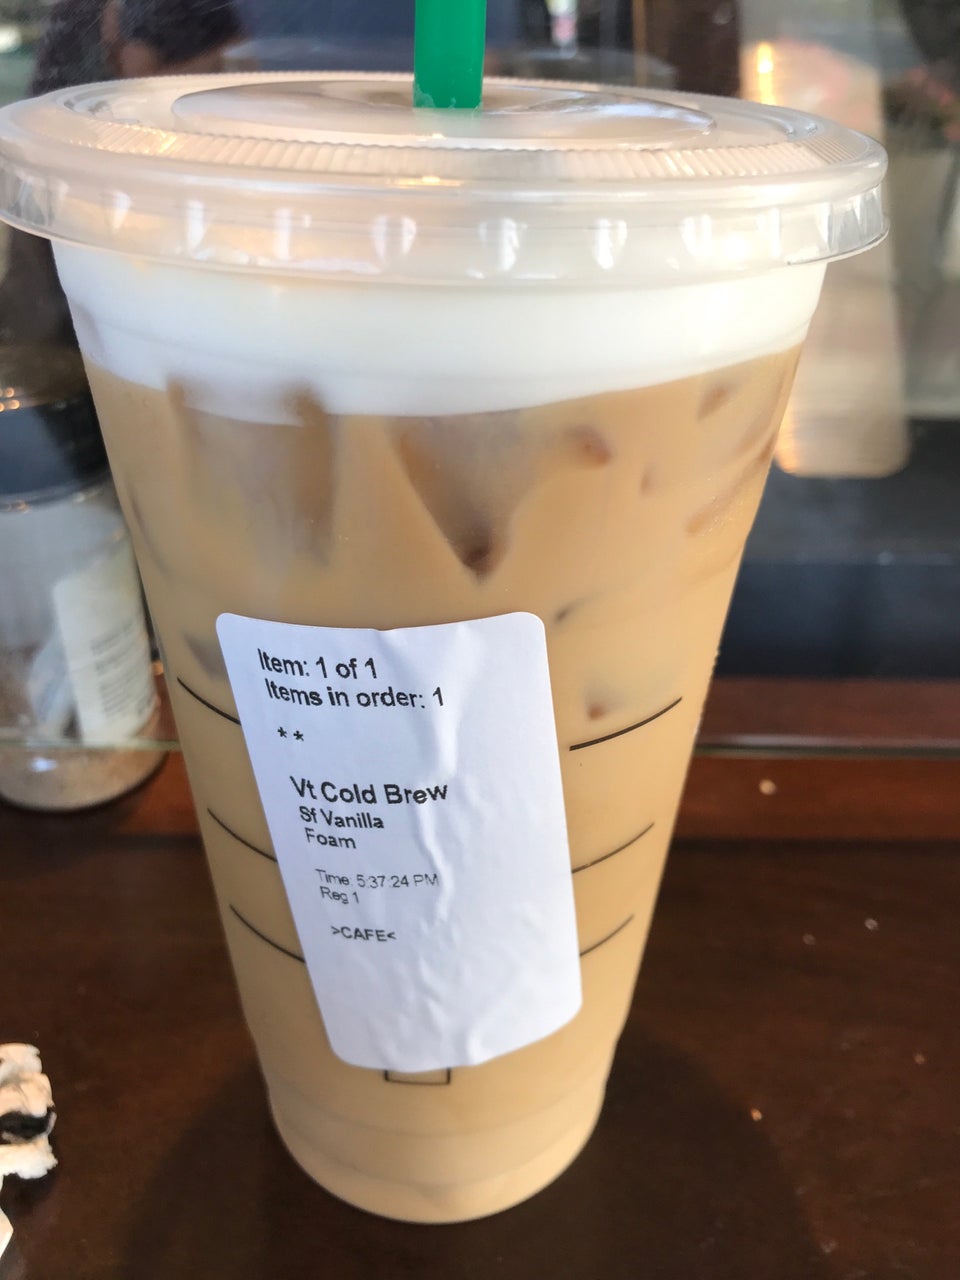 Item: 1 of 1
Items in order: 1
* *
Vt Cold Brew
Sf Vanilla
Foam
Time: 5:37:24 PM
Reg 1
>CAFE<